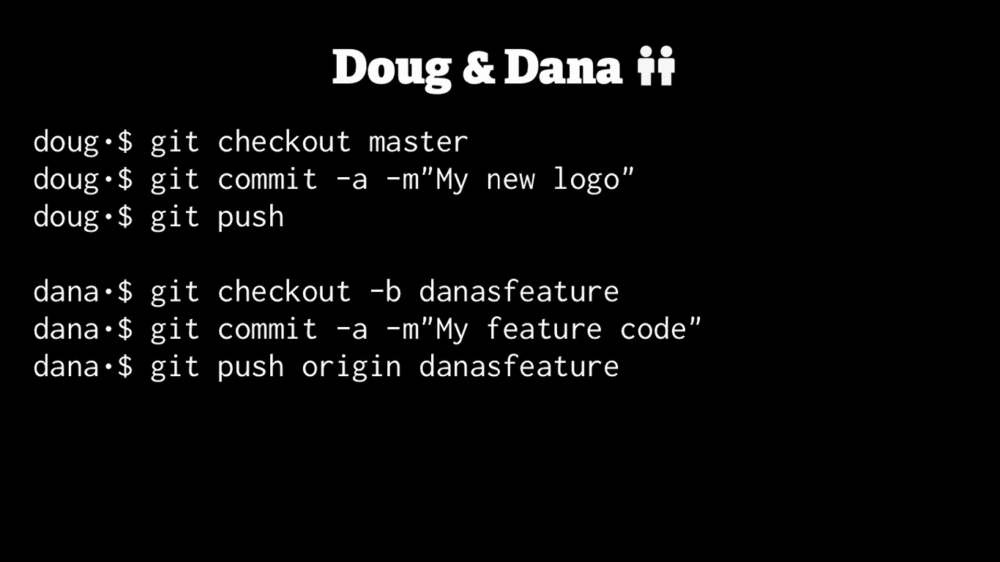 Doug & Dana
doug·$ git checkout master
doug·$ git commit -a -m"My new logo"
doug·$ git push
dana·$ git checkout -b danasfeature
dana·$ git commit -a -m"My feature code"
dana·$ git push origin danasfeature